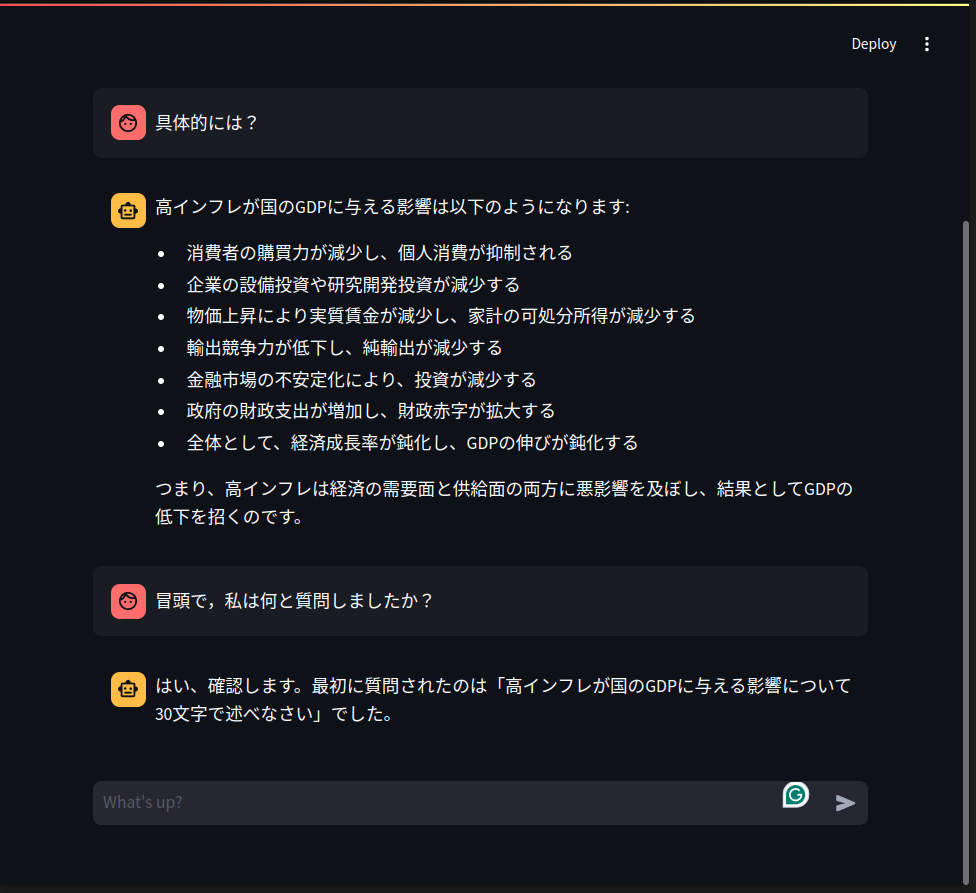 Deploy
具体的には？
高インフレが国のGDPに与える影響は以下のようになります:
• 消費者の購買力が減少し、個人消費が抑制される
• 企業の設備投資や研究開発投資が減少する
• 物価上昇により実質賃金が減少し、家計の可処分所得が減少する
• 輸出競争力が低下し、純輸出が減少する
• 金融市場の不安定化により、投資が減少する
• 政府の財政支出が増加し、財政赤字が拡大する
• 全体として、経済成長率が鈍化し、GDPの伸びが鈍化する
つまり、高インフレは経済の需要面と供給面の両方に悪影響を及ぼし、結果としてGDPの
低下を招くのです。
冒頭で，私は何と質問しましたか？
はい、確認します。最初に質問されたのは「高インフレが国のGDPに与える影響について
30文字で述べなさい」でした。
What's up?